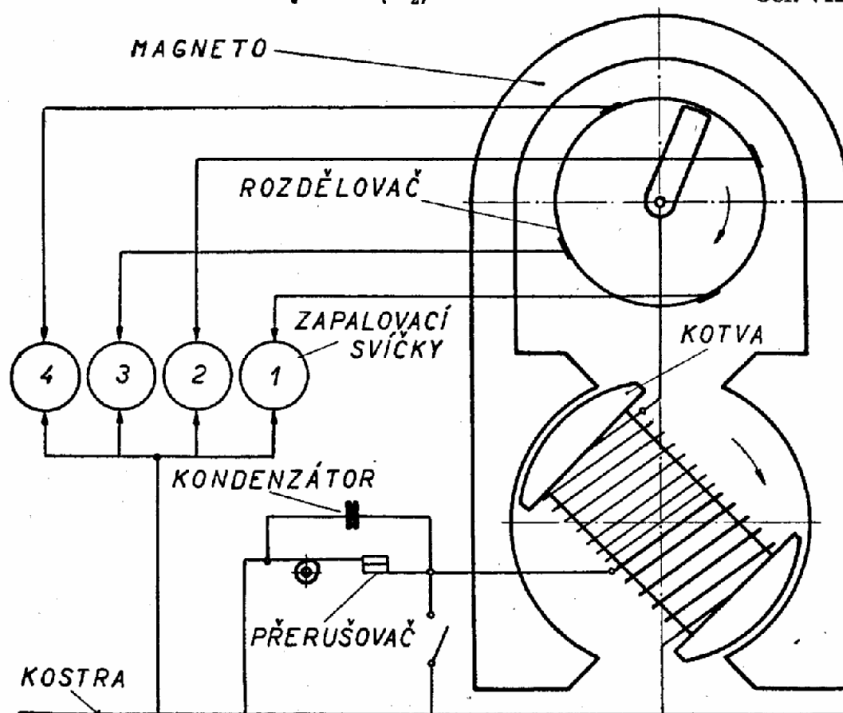 MAGNETO
ROZDĚLOVAČ
ZAPALOVACÍ
SVÍČKY
KOTVA
4 3 2 1
KONDENZÁTOR
PŘERUŠOVAČ
KOSTRA